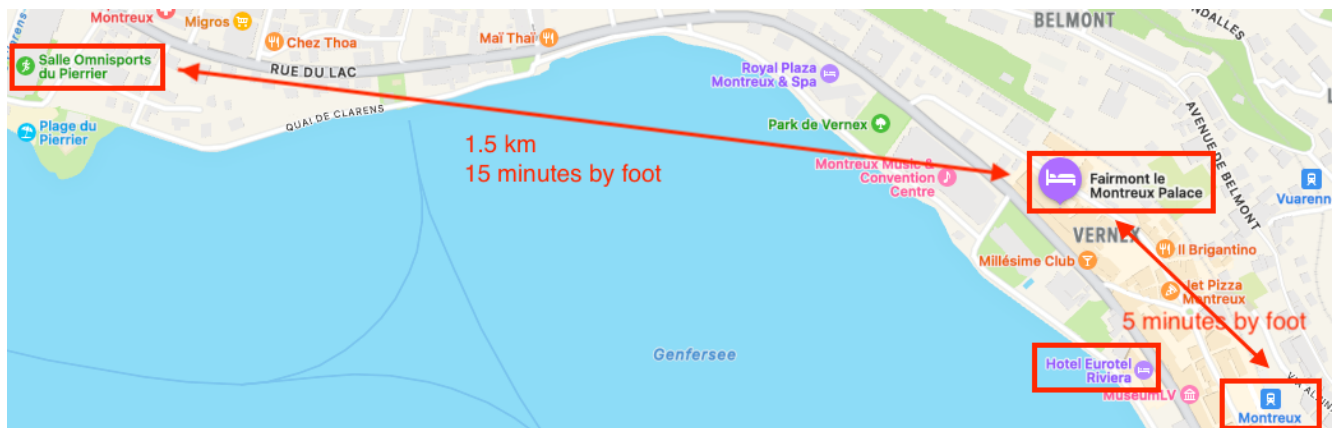 Montreux
Migros
Chez Thoa
Maï Thaï
BELMONT
Salle Omnisports
du Pierrier
RUE DU LAC
Royal Plaza
Montreux & Spa
AVENUE DE BELMONT
Plage du
Pierrier
QUAI DE CLARENS
Park de Vernex
1.5 km
15 minutes by foot
Montreux Music &
Convention
Centre
Fairmont le
Montreux Palace
Vuarenn
VERNEX
Il Brigantino
Millésime Club
Jet Pizza
Montreux
5 minutes by foot
Genfersee
Hotel Eurotel
Riviera
MuseumLV
Montreux